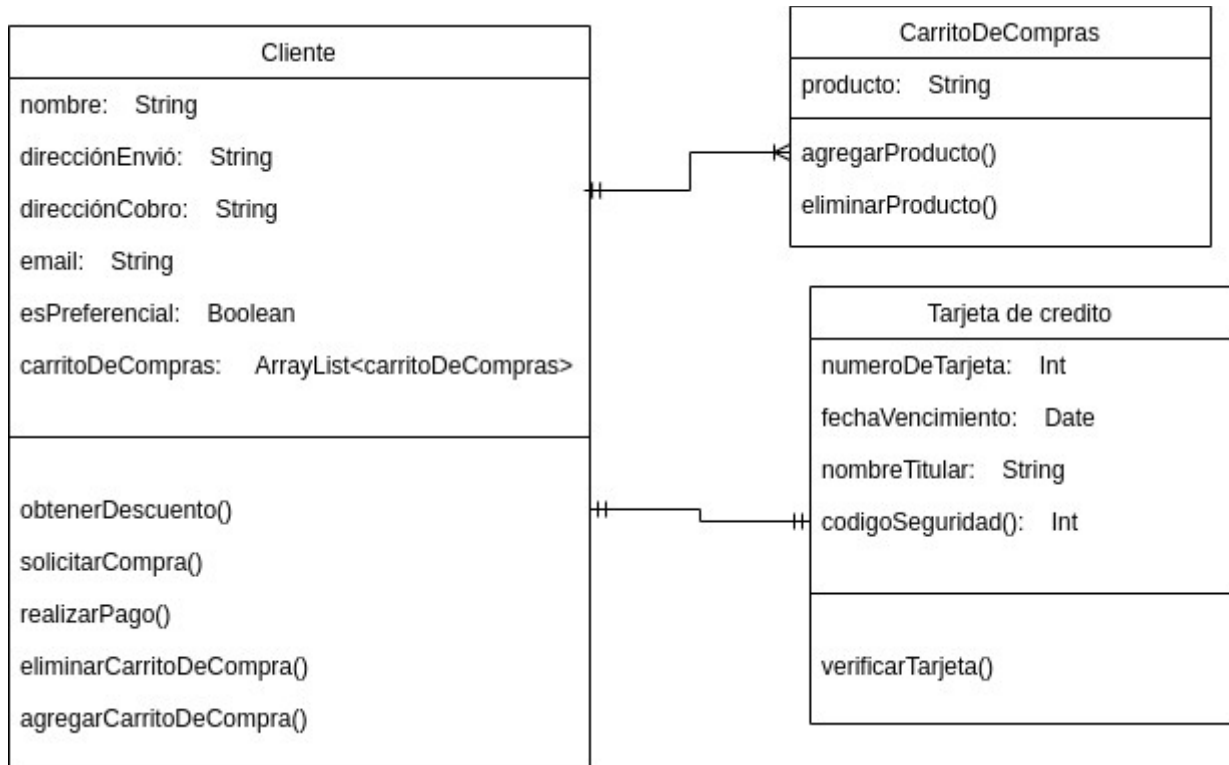 Cliente
nombre: String
direcciónEnvió: String
direcciónCobro: String
email: String
esPreferencial: Boolean
carritoDeCompras: ArrayList<carritoDeCompras>
obtenerDescuento()
solicitarCompra()
realizarPago()
eliminarCarritoDeCompra()
agregarCarritoDeCompra()
CarritoDeCompras
producto: String
agregarProducto()
eliminarProducto()
Tarjeta de credito
numeroDeTarjeta: Int
fechaVencimiento: Date
nombreTitular: String
codigoSeguridad(): Int
verificarTarjeta()